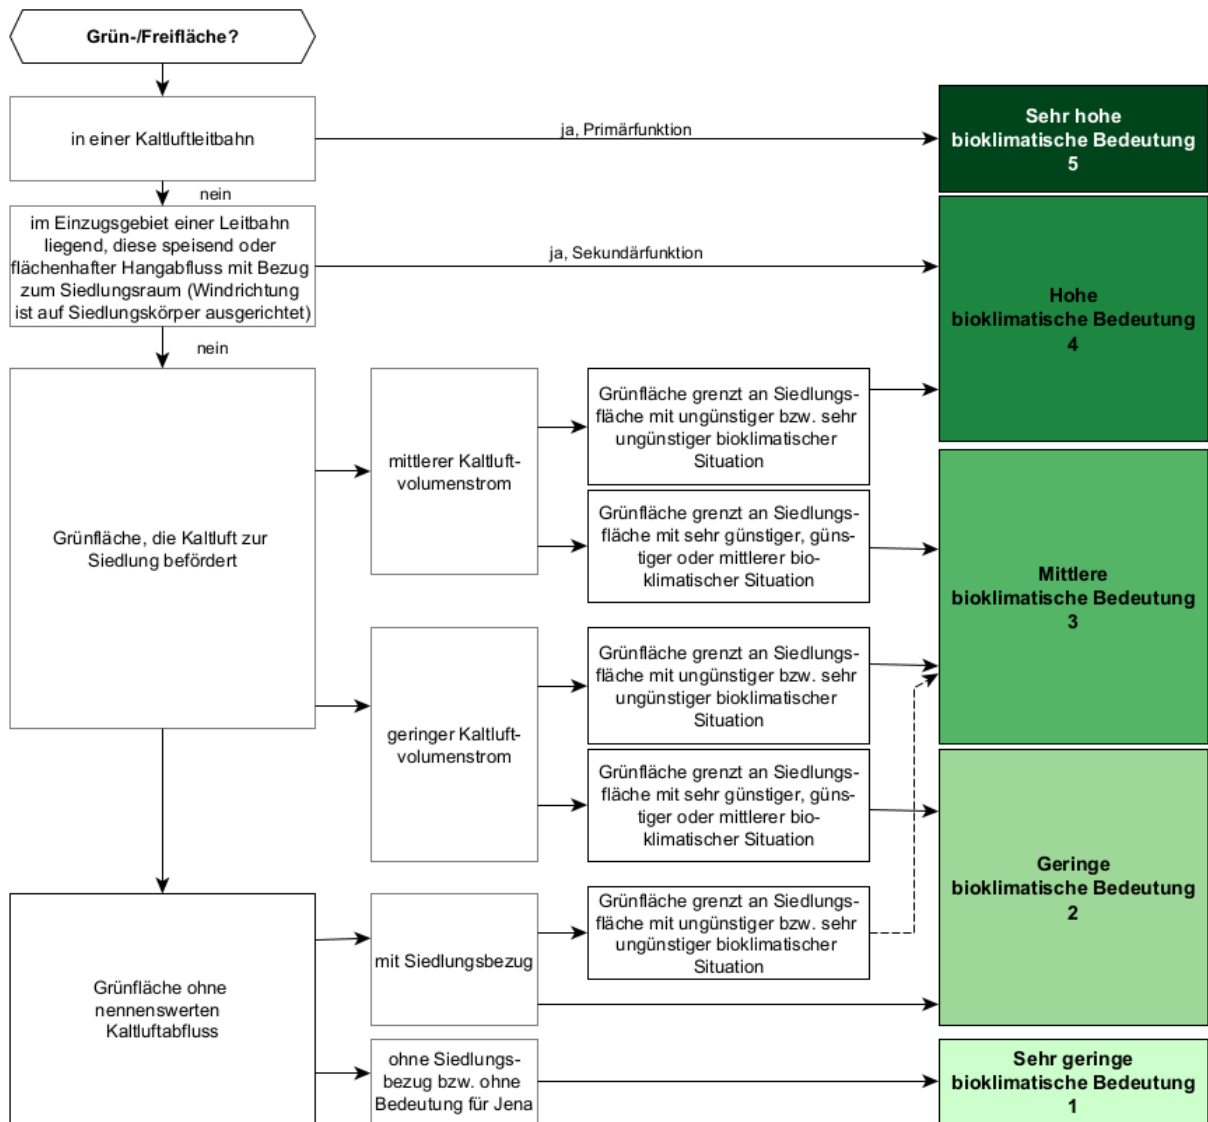 Grün-/Freifläche?
in einer Kaltluftleitbahn
ja, Primärfunktion
Sehr hohe
bioklimatische Bedeutung
5
nein
im Einzugsgebiet einer Leitbahn
liegend, diese speisend oder
flächenhafter Hangabfluss mit Bezug
zum Siedlungsraum (Windrichtung
ist auf Siedlungskörper ausgerichtet)
ja, Sekundärfunktion
Hohe
bioklimatische Bedeutung
4
nein
Grünfläche, die Kaltluft zur
Siedlung befördert
mittlerer Kaltluft-
volumenstrom
Grünfläche grenzt an Siedlungs-
fläche mit ungünstiger bzw. sehr
ungünstiger bioklimatischer
Situation
Grünfläche grenzt an Siedlungs-
fläche mit sehr günstiger, güns-
tiger oder mittlerer bio-
klimatischer Situation
Mittlere
bioklimatische Bedeutung
3
geringer Kaltluft-
volumenstrom
Grünfläche grenzt an Siedlungs-
fläche mit ungünstiger bzw. sehr
ungünstiger bioklimatischer
Situation
Grünfläche grenzt an Siedlungs-
fläche mit sehr günstiger, güns-
tiger oder mittlerer bio-
klimatischer Situation
Geringe
bioklimatische Bedeutung
2
Grünfläche ohne
nennenswerten
Kaltluftabfluss
mit Siedlungsbezug
Grünfläche grenzt an Siedlungs-
fläche mit ungünstiger bzw. sehr
ungünstiger bioklimatischer
Situation
ohne Siedlungs-
bezug bzw. ohne
Bedeutung für Jena
Sehr geringe
bioklimatische Bedeutung
1